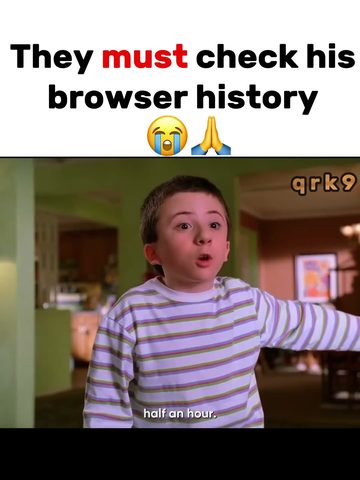 They must check his
browser history
😭🙏
qrk9
half an hour.